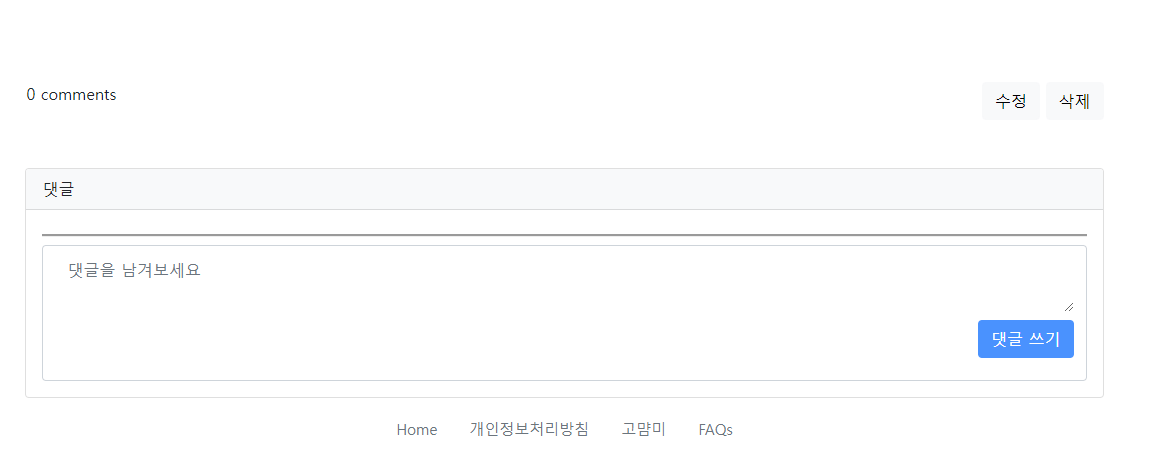 0 comments
수정 삭제
댓글
댓글을 남겨보세요
댓글 쓰기
Home 개인정보처리방침 고먐미 FAQs